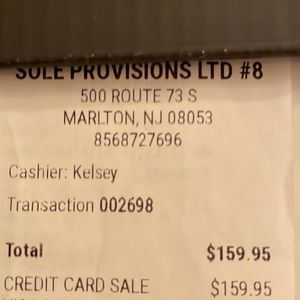 SOLE PROVISIONS LTD #8
500 ROUTE 73 S
MARLTON, NJ 08053
8568727696
Cashier: Kelsey
Transaction 002698
Total $159.95
CREDIT CARD SALE $159.95